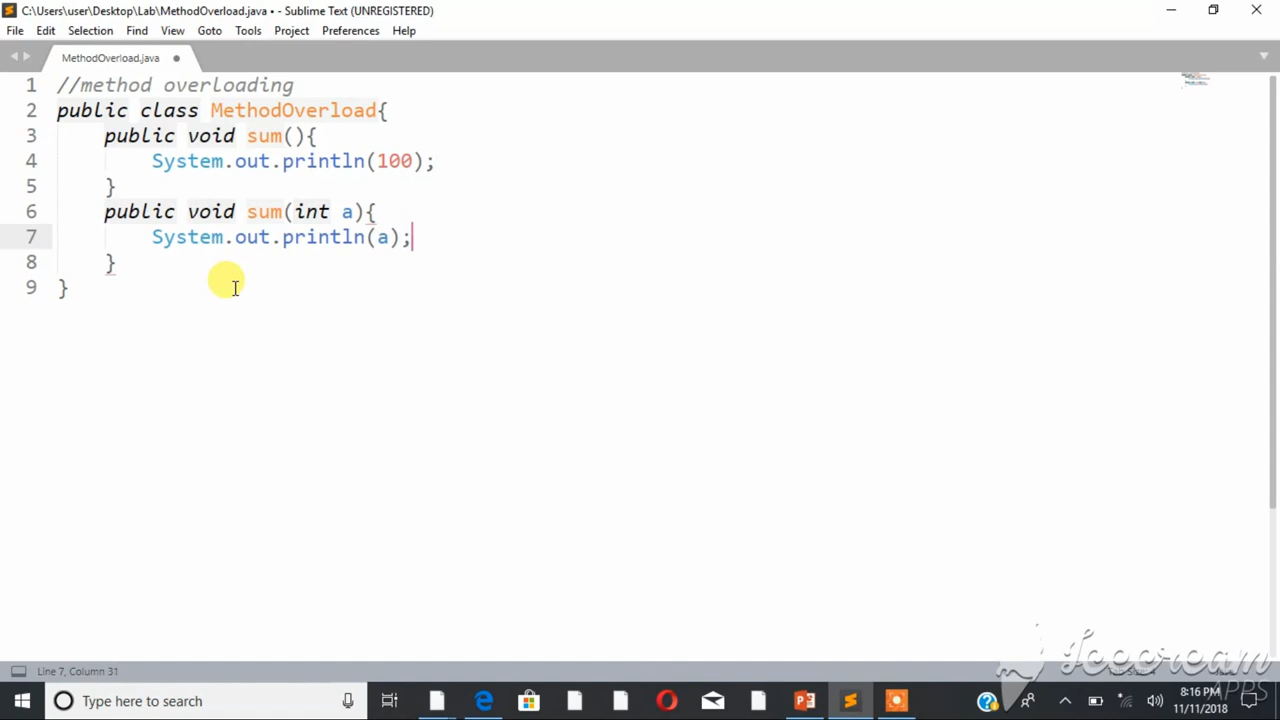 C:\Users\user\Desktop\Lab\MethodOverload.java • - Sublime Text (UNREGISTERED)
File Edit Selection Find View Goto Tools Project Preferences Help
MethodOverload.java
1 //method overloading
2 public class MethodOverload{
3 public void sum(){
4 System.out.println(100);
5 }
6 public void sum(int a){
7 System.out.println(a);
8 }
9 }
Line 7, Column 31
Icecream
APPS
Type here to search
8:16 PM
11/11/2018